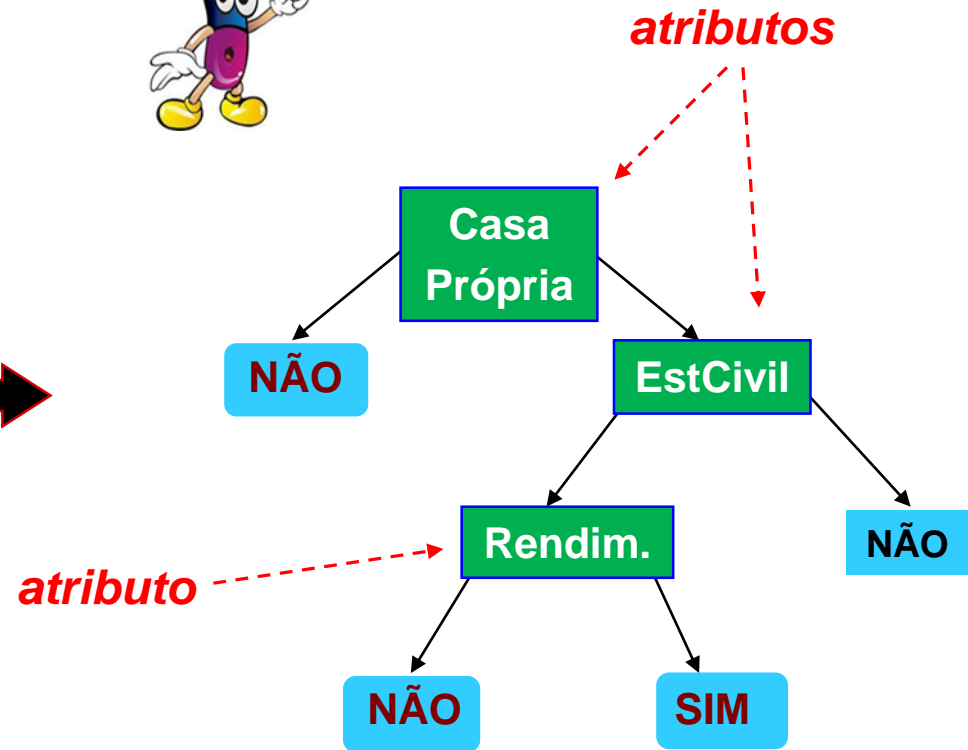 atributos
Casa
Própria
NÃO
EstCivil
Rendim.
NÃO
atributo
NÃO
SIM